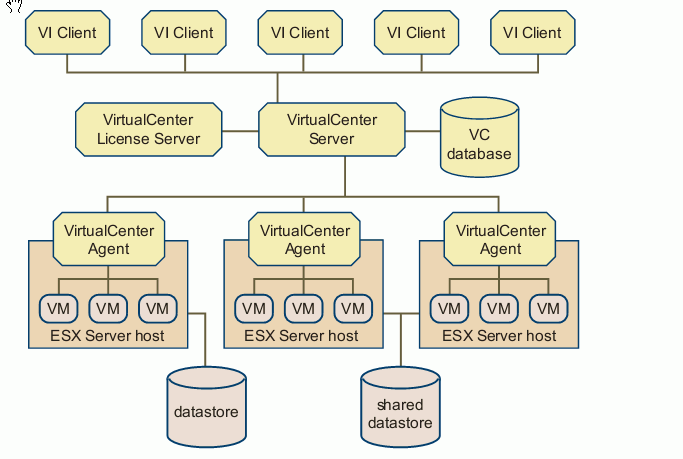 VI Client
VI Client
VI Client
VI Client
VI Client
VirtualCenter
License Server
VirtualCenter
Server
VC
database
VirtualCenter
Agent
VirtualCenter
Agent
VirtualCenter
Agent
VM
VM
VM
VM
VM
VM
VM
VM
VM
ESX Server host
ESX Server host
ESX Server host
datastore
shared
datastore